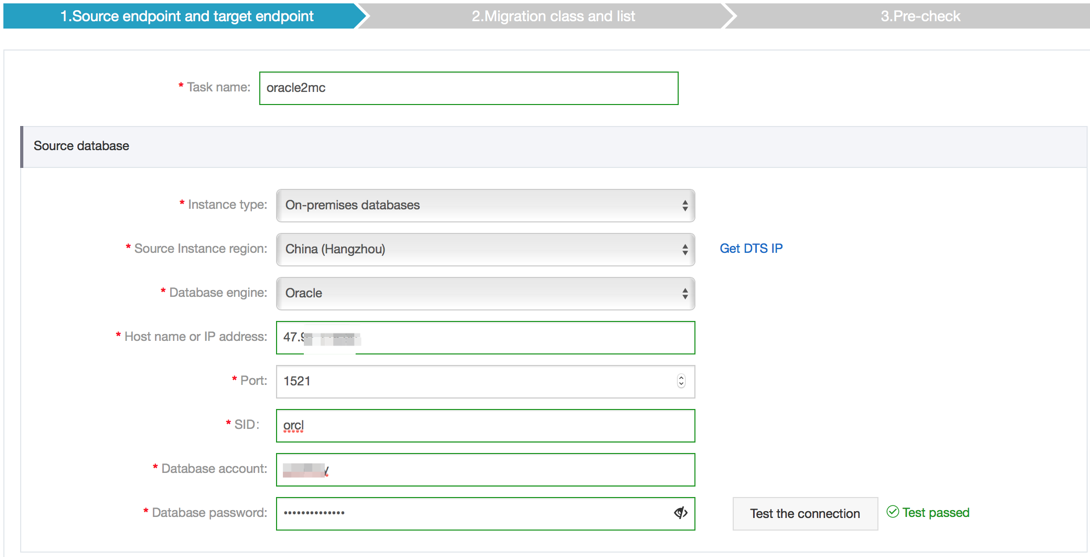 1.Source endpoint and target endpoint 2.Migration class and list 3.Pre-check
* Task name: oracle2mc
Source database
* Instance type: On-premises databases
* Source Instance region: China (Hangzhou) Get DTS IP
* Database engine: Oracle
* Host name or IP address: 47.
* Port: 1521
* SID: orcl
* Database account:
* Database password: •••••••••••••• Test the connection Test passed